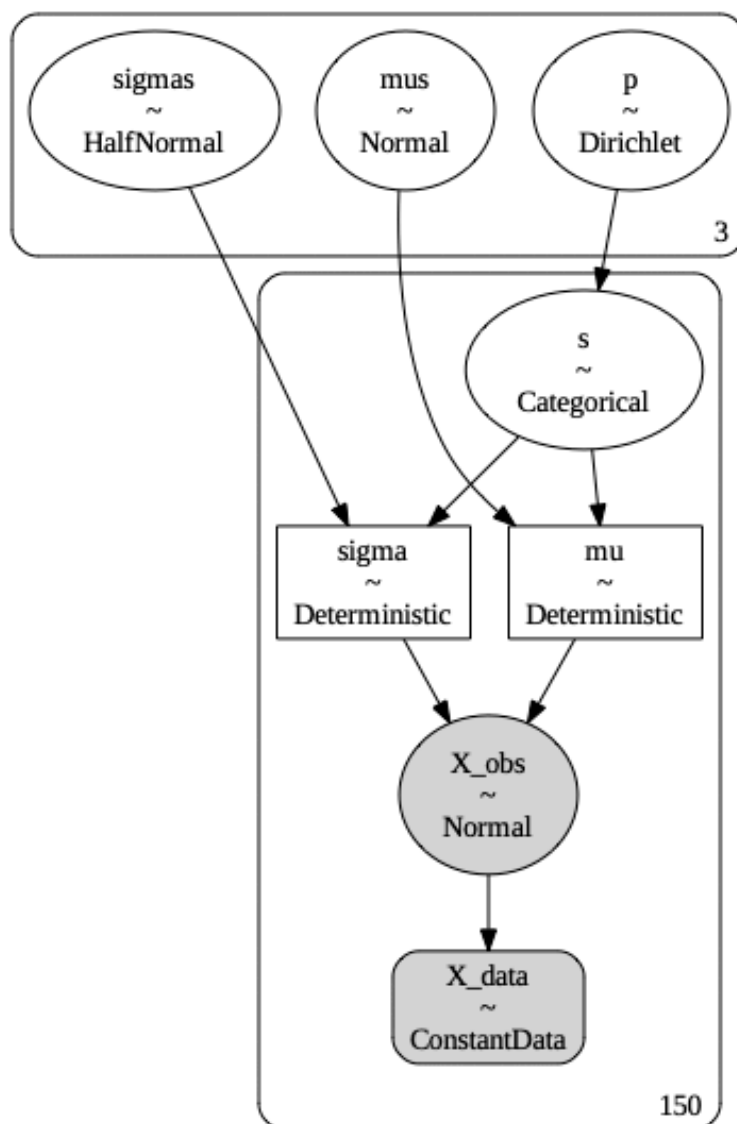 sigmas
~
HalfNormal
mus
~
Normal
p
~
Dirichlet
3
s
~
Categorical
sigma
~
Deterministic
mu
~
Deterministic
X_obs
~
Normal
X_data
~
ConstantData
150